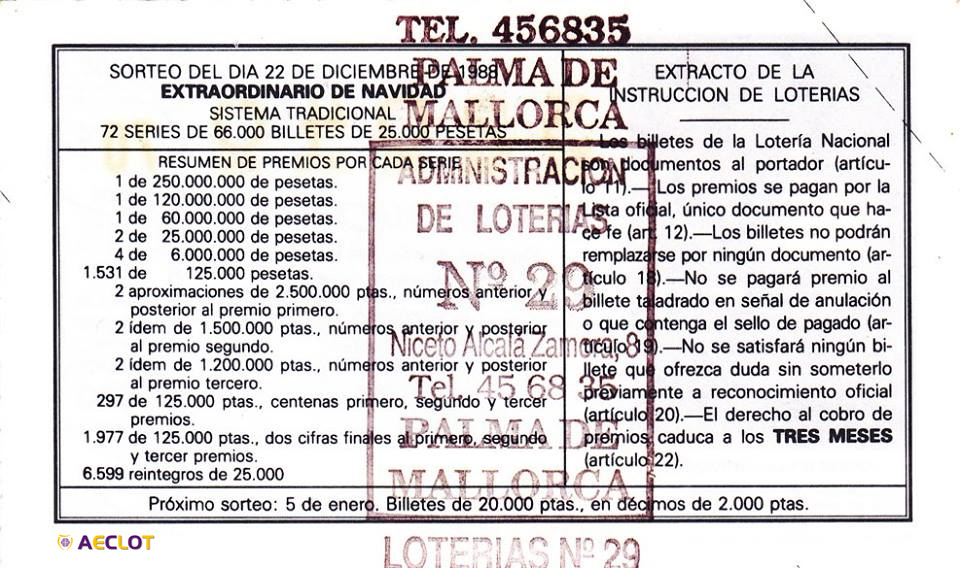 TEL. 456835
PALMA DE
MALLORCA
SORTEO DEL DIA 22 DE DICIEMBRE DE 1988
EXTRAORDINARIO DE NAVIDAD
SISTEMA TRADICIONAL
72 SERIES DE 66.000 BILLETES DE 25.000 PESETAS
RESUMEN DE PREMIOS POR CADA SERIE
1 de 250.000.000 de pesetas.
1 de 120.000.000 de pesetas.
1 de 60.000.000 de pesetas.
2 de 25.000.000 de pesetas.
4 de 6.000.000 de pesetas.
1.531 de 125.000 pesetas.
2 aproximaciones de 2.500.000 ptas., números anterior y
posterior al premio primero.
2 ídem de 1.500.000 ptas., números anterior y posterior
al premio segundo.
2 ídem de 1.200.000 ptas., números anterior y posterior
al premio tercero.
297 de 125.000 ptas., centenas primero, segundo y tercer
premios.
1.977 de 125.000 ptas., dos cifras finales al primero, segundo
y tercer premios.
6.599 reintegros de 25.000
EXTRACTO DE LA
INSTRUCCION DE LOTERIAS
Los billetes de la Lotería Nacional
son documentos al portador (artícu-
lo 11).— Los premios se pagan por la
Lista oficial, único documento que ha-
ce fe (art. 12).—Los billetes no podrán
remplazarse por ningún documento (ar-
tículo 18).—No se pagará premio al
billete taladrado en señal de anulación
o que contenga el sello de pagado (ar-
tículo 19).—No se satisfará ningún bi-
llete que ofrezca duda sin someterlo
previamente a reconocimiento oficial
(artículo 20).—El derecho al cobro de
premios caduca a los TRES MESES
(artículo 22).
ADMINISTRACION
DE LOTERIAS
Nº 29
Niceto Alcalá Zamora, 8
Tel. 45 68 35
PALMA DE
MALLORCA
Próximo sorteo: 5 de enero. Billetes de 20.000 ptas., en décimos de 2.000 ptas.
AECLOT
LOTERIAS Nº 29